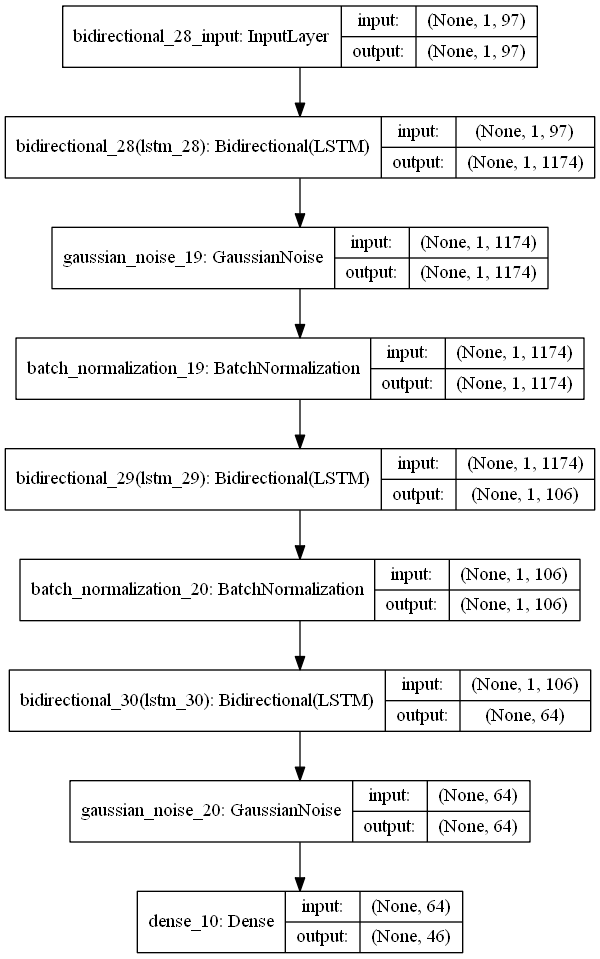 bidirectional_28_input: InputLayer
input: (None, 1, 97)
output: (None, 1, 97)
bidirectional_28(lstm_28): Bidirectional(LSTM)
input: (None, 1, 97)
output: (None, 1, 1174)
gaussian_noise_19: GaussianNoise
input: (None, 1, 1174)
output: (None, 1, 1174)
batch_normalization_19: BatchNormalization
input: (None, 1, 1174)
output: (None, 1, 1174)
bidirectional_29(lstm_29): Bidirectional(LSTM)
input: (None, 1, 1174)
output: (None, 1, 106)
batch_normalization_20: BatchNormalization
input: (None, 1, 106)
output: (None, 1, 106)
bidirectional_30(lstm_30): Bidirectional(LSTM)
input: (None, 1, 106)
output: (None, 64)
gaussian_noise_20: GaussianNoise
input: (None, 64)
output: (None, 64)
dense_10: Dense
input: (None, 64)
output: (None, 46)